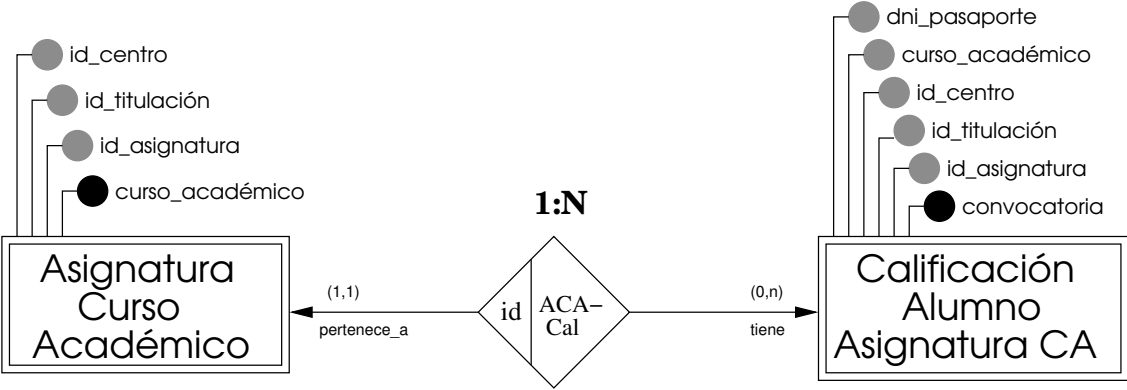 id_centro
id_titulación
id_asignatura
curso_académico
Asignatura
Curso
Académico
1:N
(1,1)
pertenece_a
id
ACA–
Cal
(0,n)
tiene
dni_pasaporte
curso_académico
id_centro
id_titulación
id_asignatura
convocatoria
Calificación
Alumno
Asignatura CA